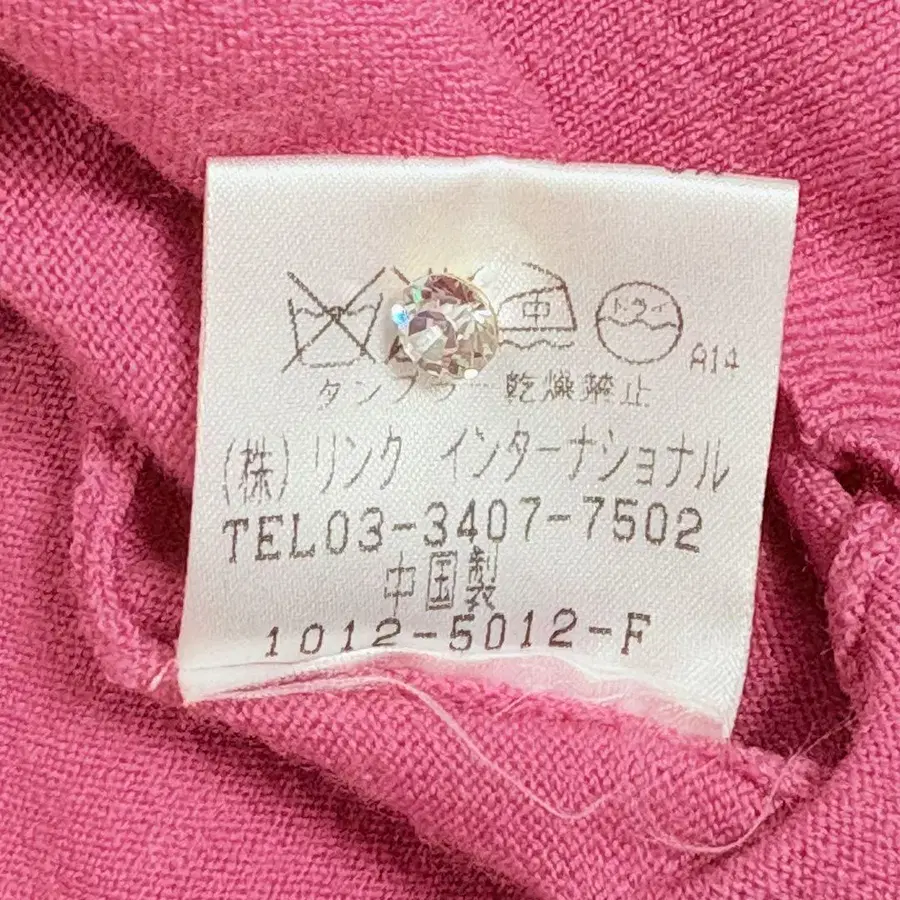 中 ドライ A14
タンブラー乾燥禁止
(株)リンク インターナショナル
TEL03-3407-7502
中国製
1012-5012-F